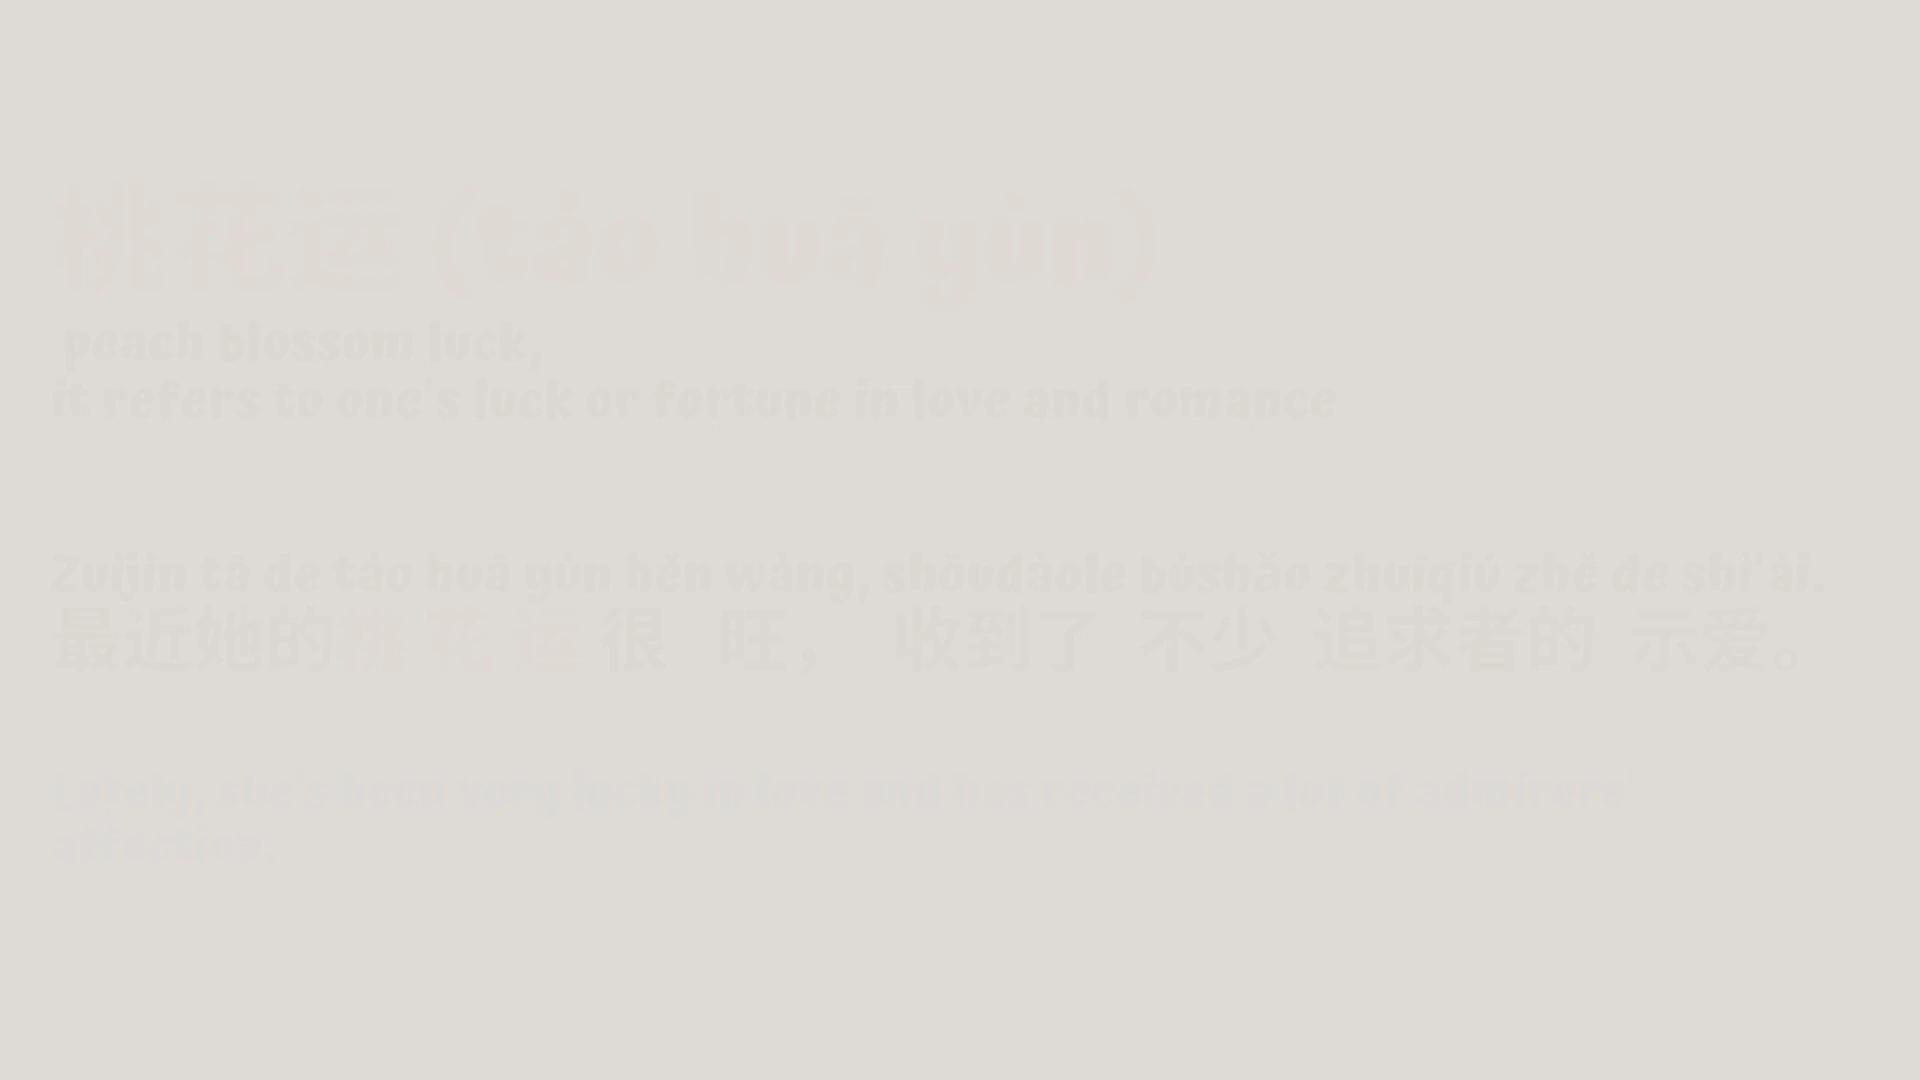 桃花运 (táo huā yùn)
peach blossom luck,
it refers to one's luck or fortune in love and romance
Zuìjìn tā de táo huā yùn hěn wàng, shōudàole bùshǎo zhuīqiú zhě de shì'ài.
最近她的桃花运很旺，收到了不少追求者的示爱。
Lately, she's been very lucky in love and has received a lot of admirers'
affection.